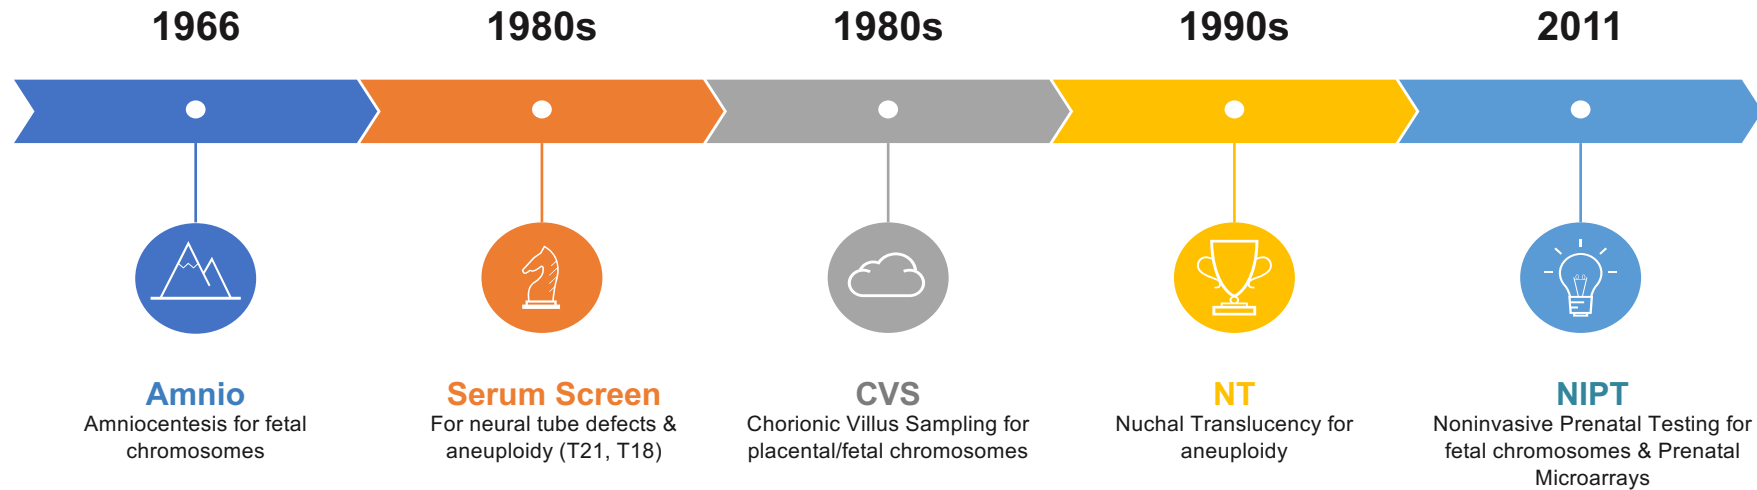 1966
1980s
1980s
1990s
2011
Amnio
Amniocentesis for fetal
chromosomes
Serum Screen
For neural tube defects &
aneuploidy (T21, T18)
CVS
Chorionic Villus Sampling for
placental/fetal chromosomes
NT
Nuchal Translucency for
aneuploidy
NIPT
Noninvasive Prenatal Testing for
fetal chromosomes & Prenatal
Microarrays